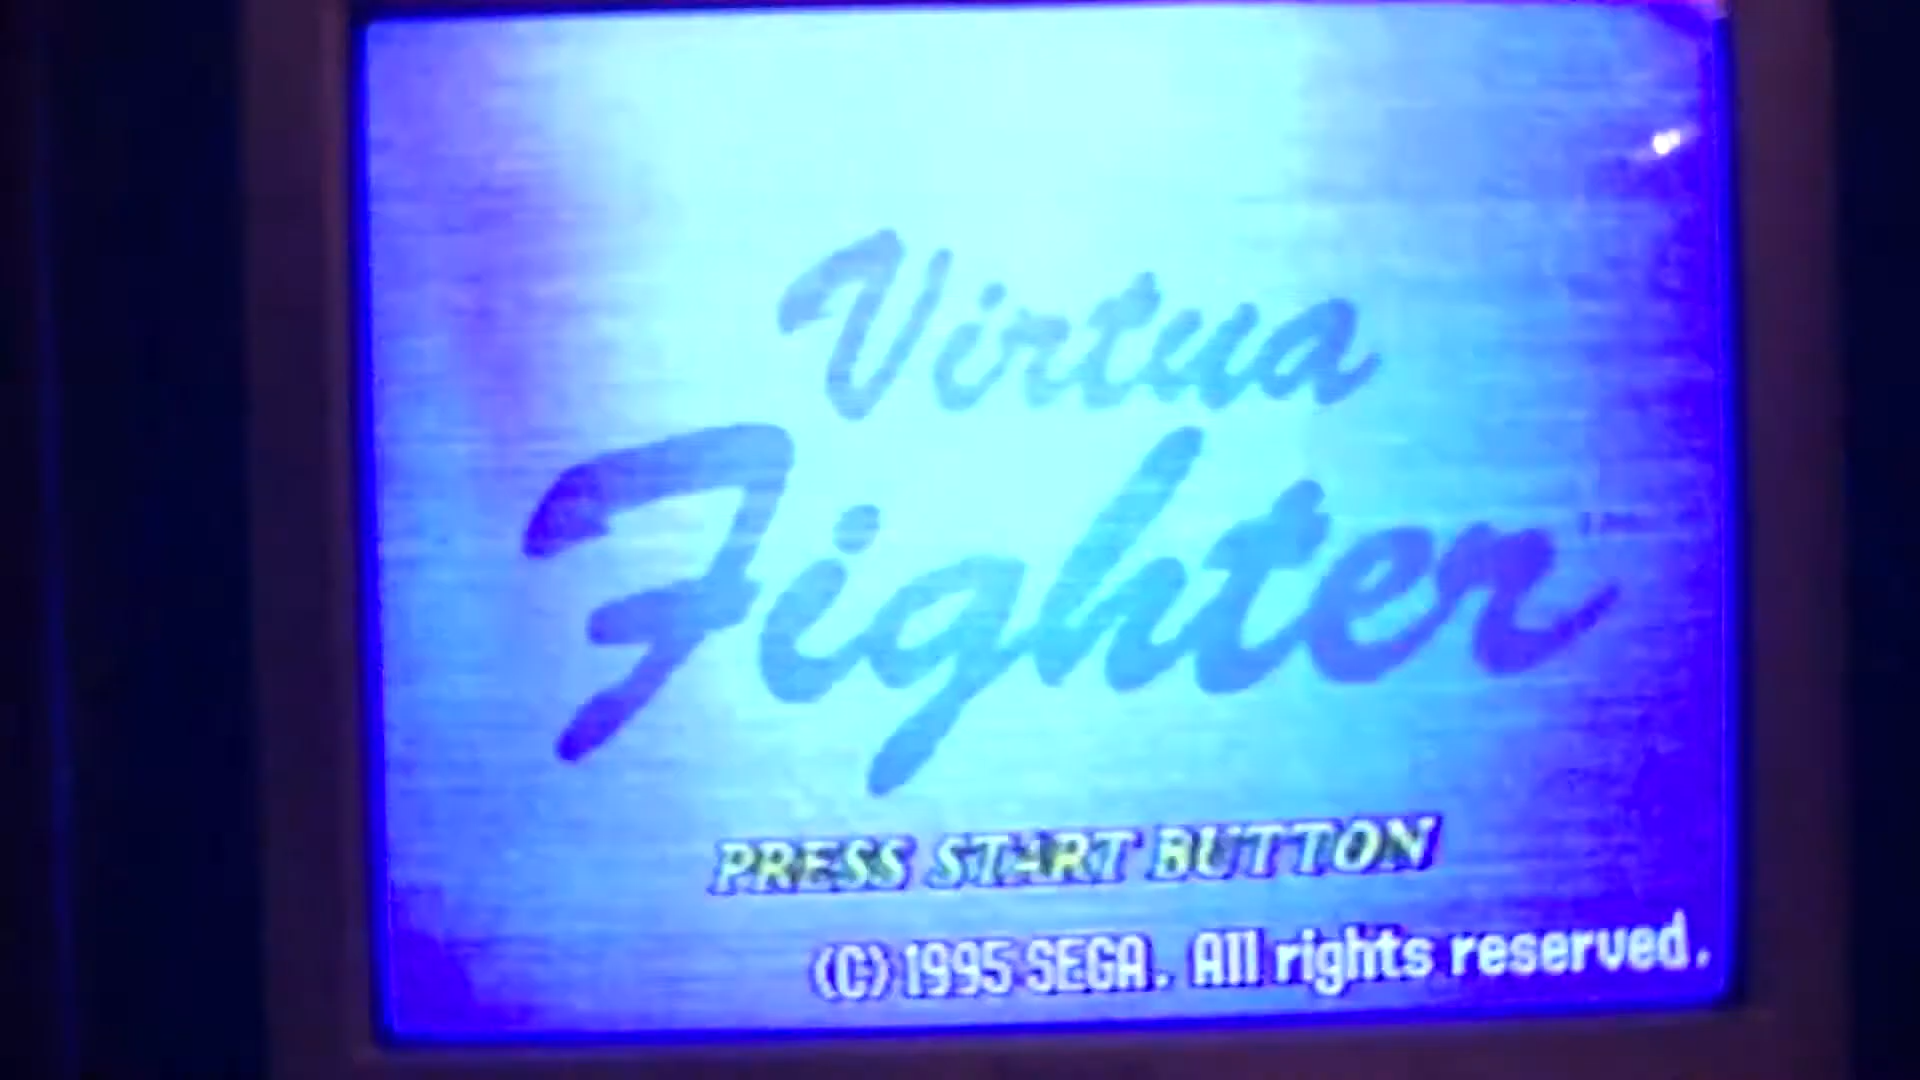 Virtua
Fighter
PRESS START BUTTON
(C) 1995 SEGA. All rights reserved.